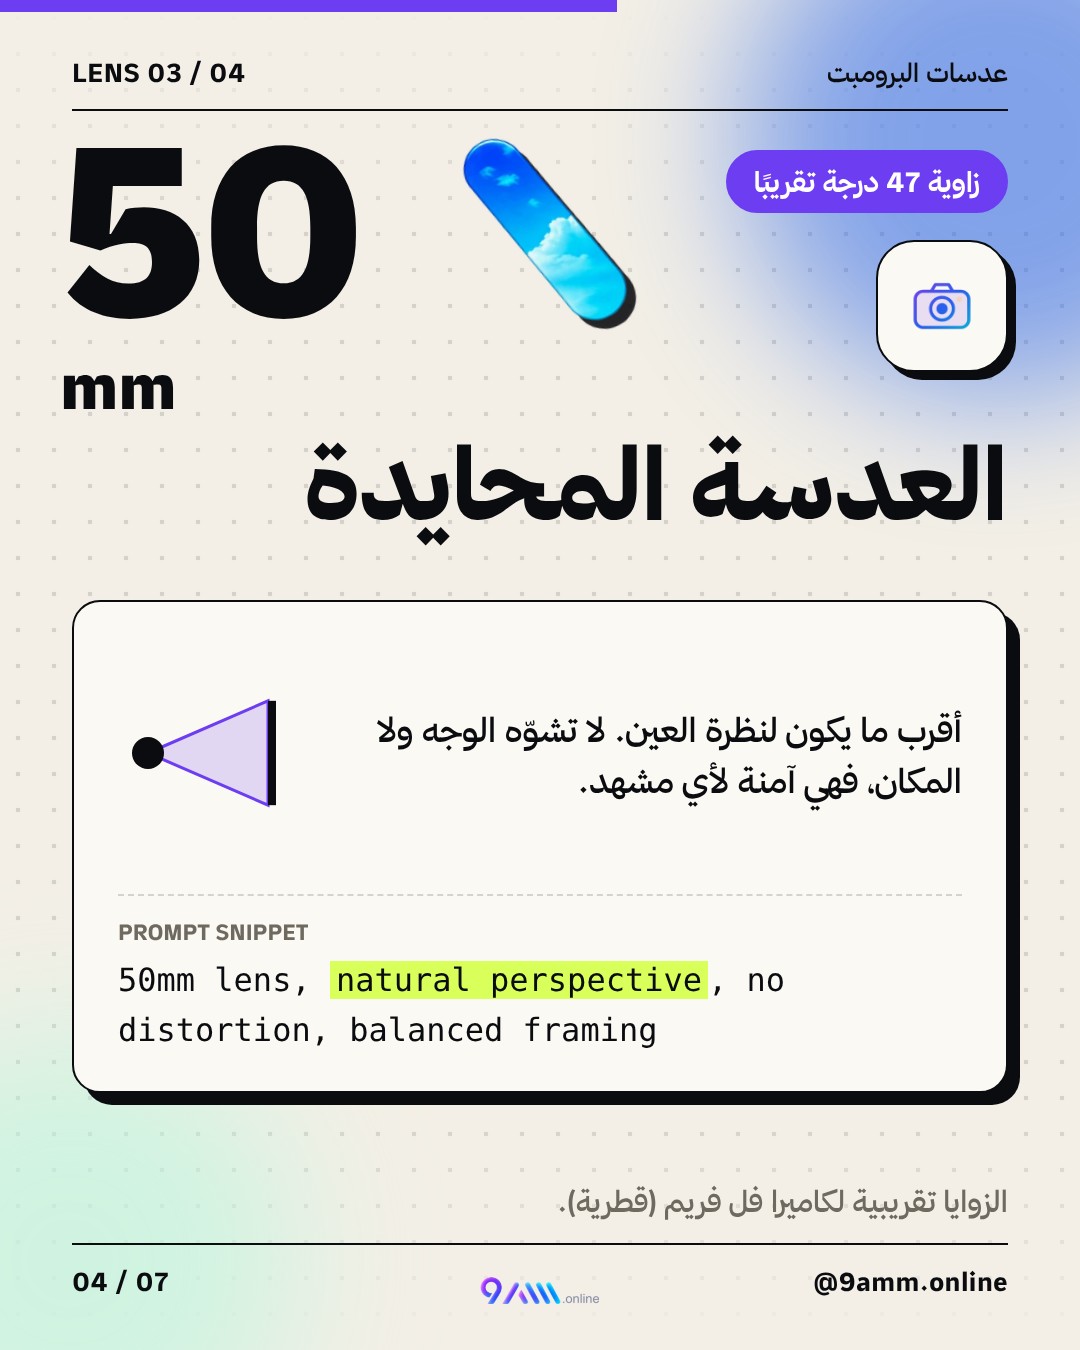 LENS 03 / 04
عدسات البرومبت
50
زاوية 47 درجة تقريبًا
mm
العدسة المحايدة
أقرب ما يكون لنظرة العين. لا تشوّه الوجه ولا
المكان، فهي آمنة لأي مشهد.
PROMPT SNIPPET
50mm lens, natural perspective, no
distortion, balanced framing
الزوايا تقريبية لكاميرا فل فريم (قطرية).
04 / 07
9AMM.online
@9amm.online